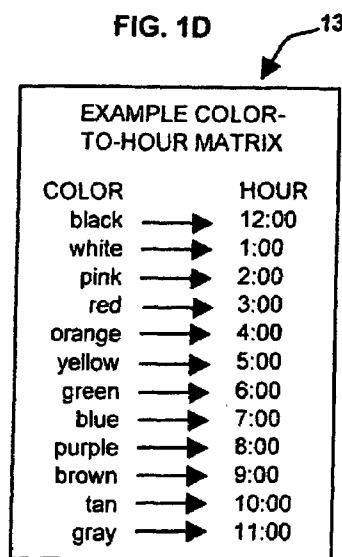 FIG. 1D
13
EXAMPLE COLOR-
TO-HOUR MATRIX
COLOR HOUR
black 12:00
white 1:00
pink 2:00
red 3:00
orange 4:00
yellow 5:00
green 6:00
blue 7:00
purple 8:00
brown 9:00
tan 10:00
gray 11:00